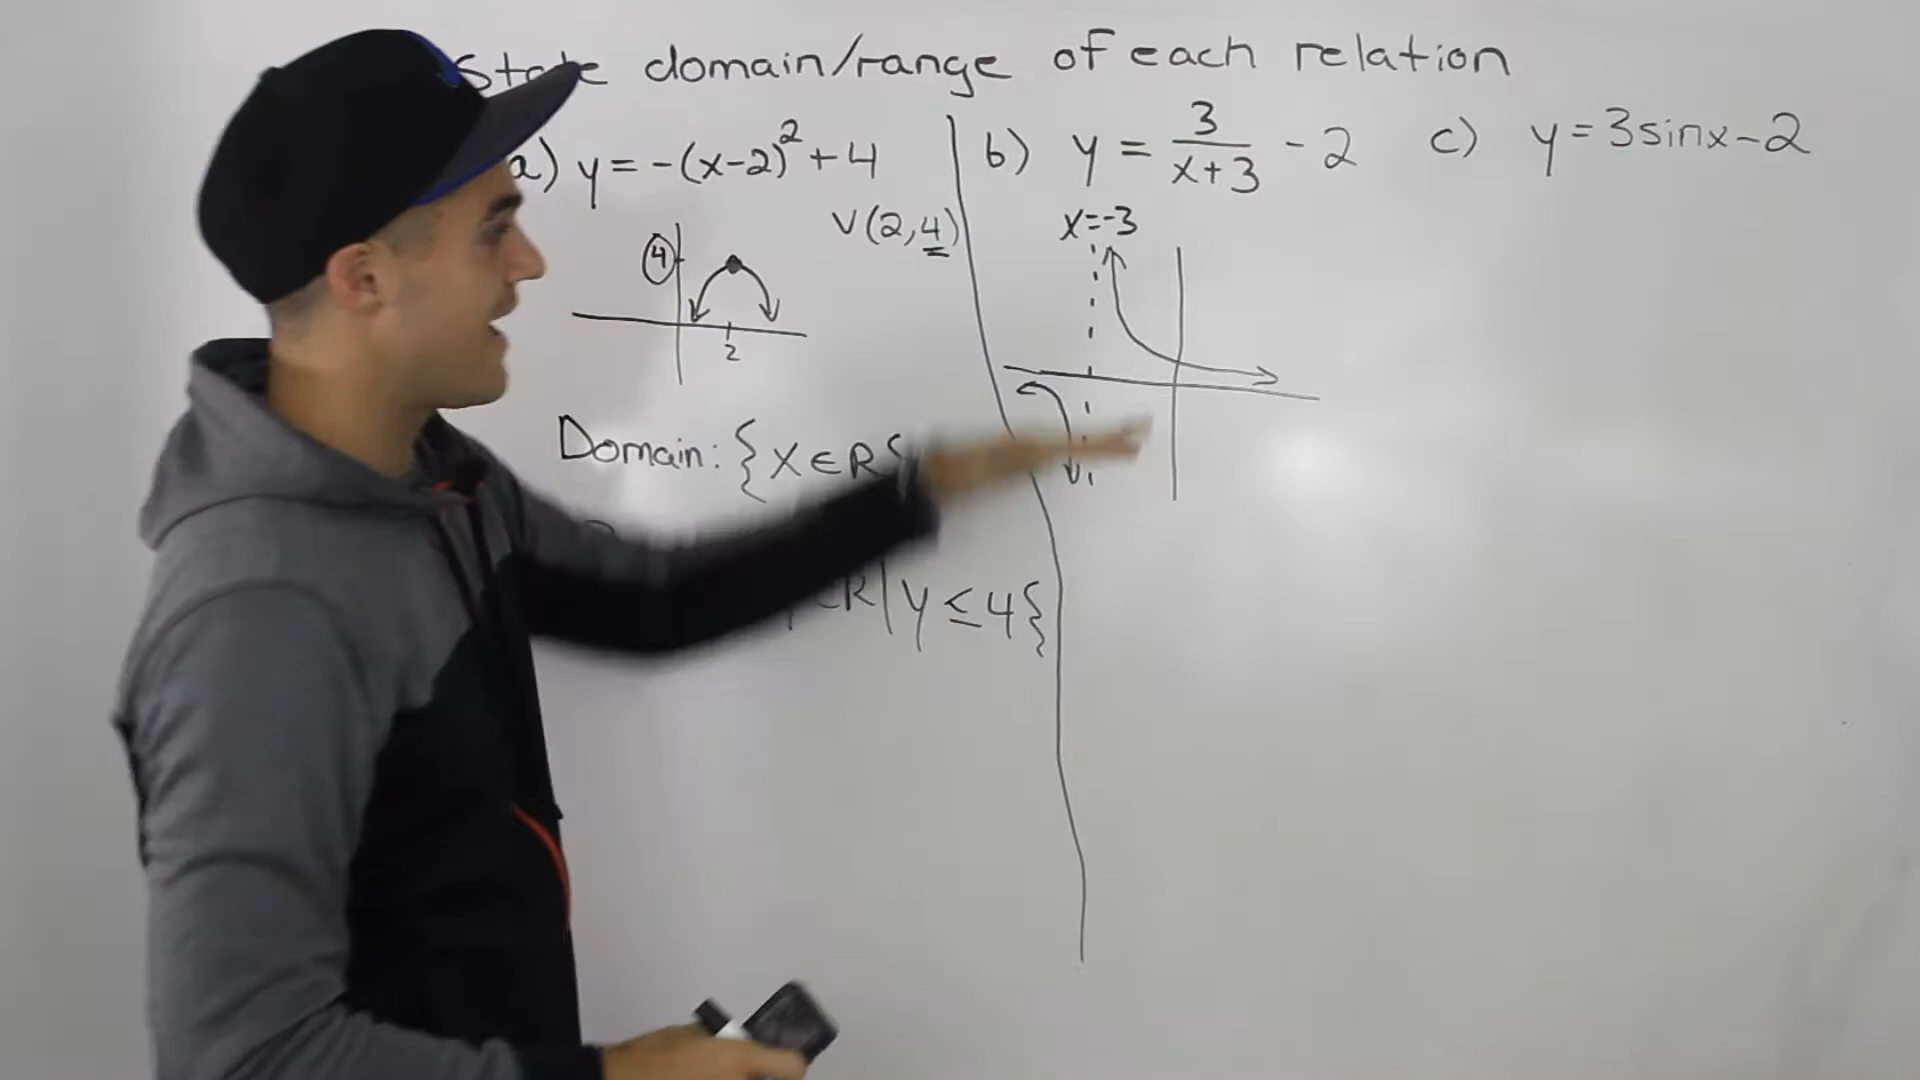 State domain/range of each relation
a) y = -(x-2)² + 4
V(2,4)
4
2
Domain: {x∈R}
∈R | y ≤ 4}
b) y = 3/(x+3) - 2
x=-3
c) y = 3sinx - 2